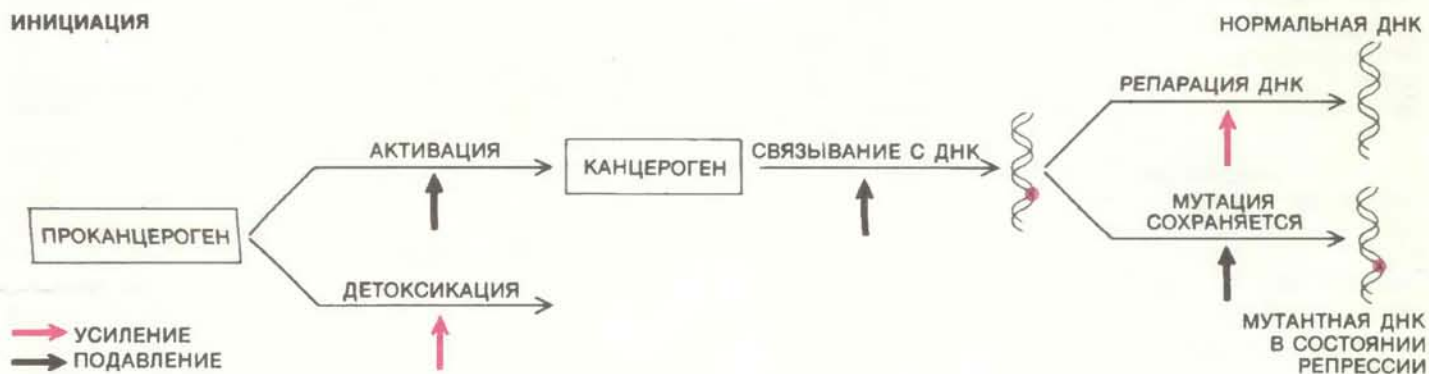 ИНИЦИАЦИЯ
НОРМАЛЬНАЯ ДНК
РЕПАРАЦИЯ ДНК
АКТИВАЦИЯ
КАНЦЕРОГЕН
СВЯЗЫВАНИЕ С ДНК
ПРОКАНЦЕРОГЕН
МУТАЦИЯ
СОХРАНЯЕТСЯ
ДЕТОКСИКАЦИЯ
УСИЛЕНИЕ
ПОДАВЛЕНИЕ
МУТАНТНАЯ ДНК
В СОСТОЯНИИ
РЕПРЕССИИ